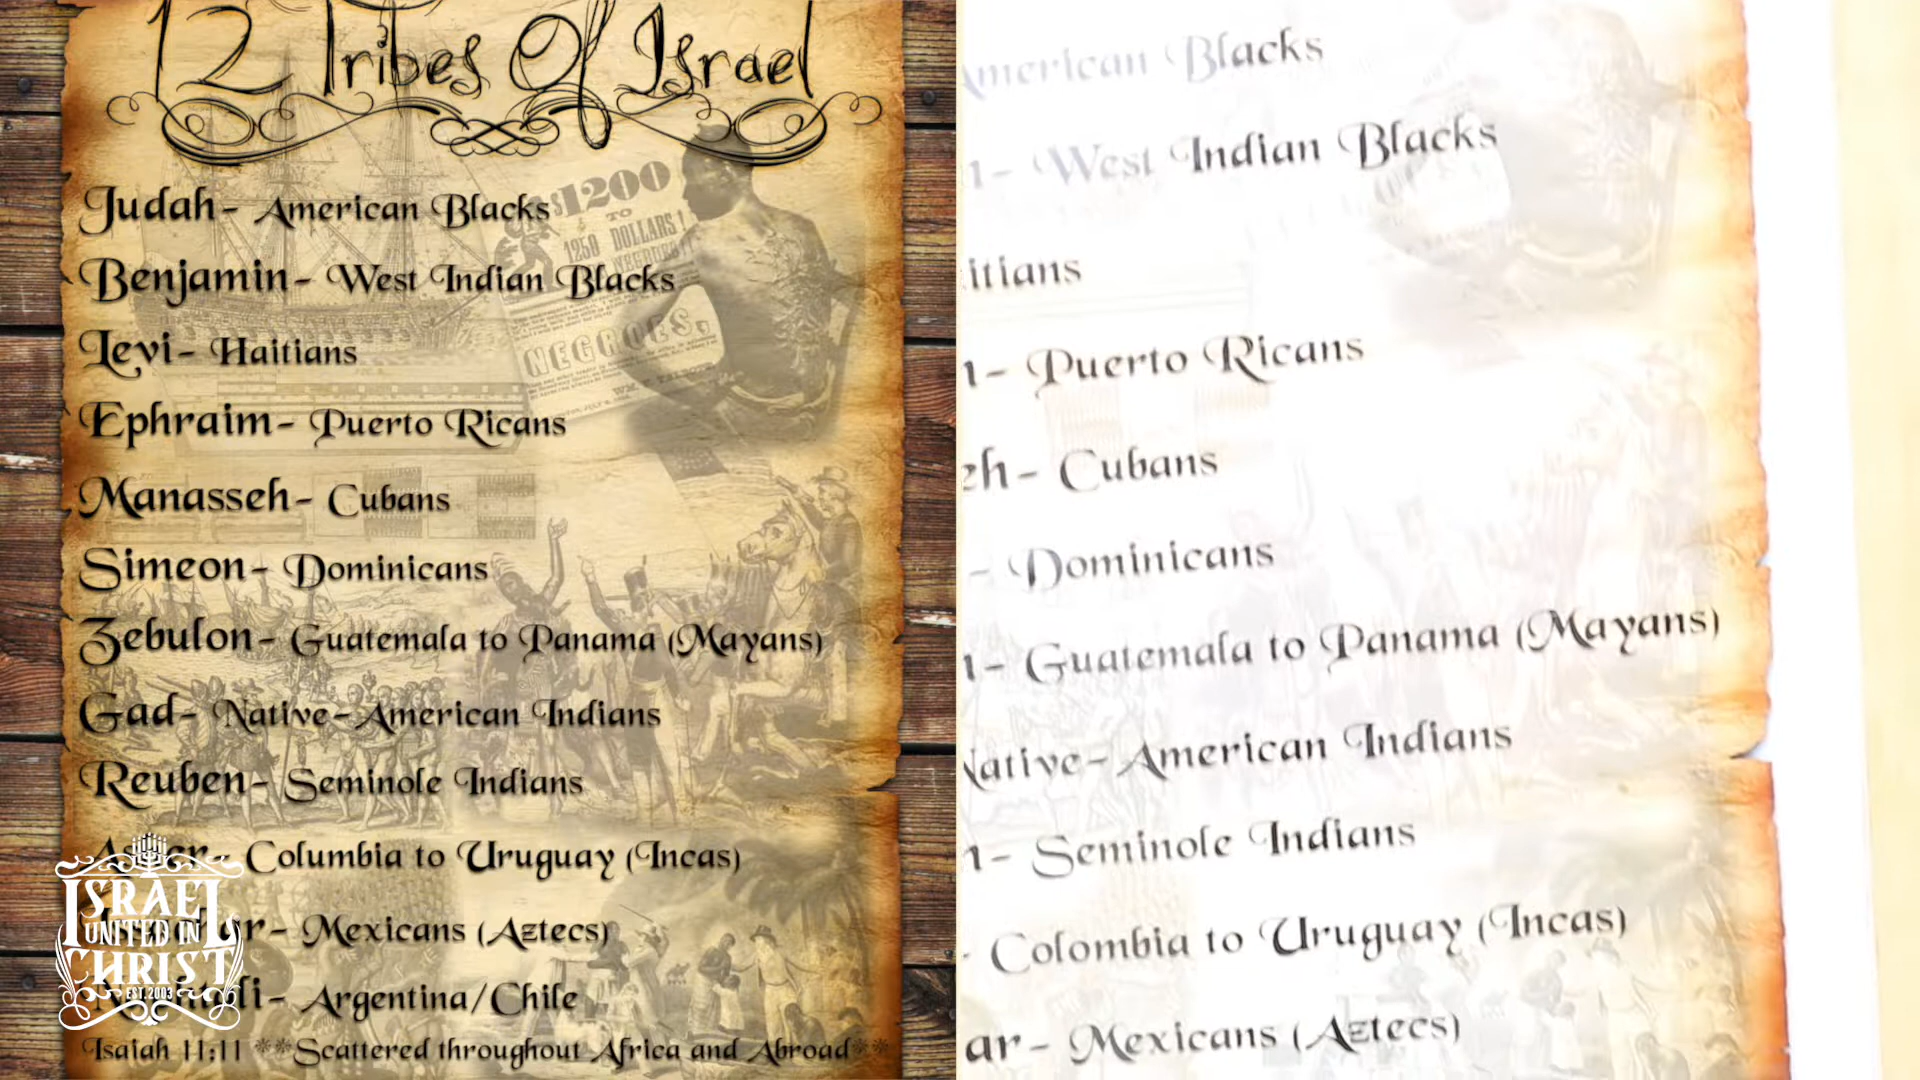 12 Tribes Of Israel
$1200
TO
1250 DOLLARS!
NEGROES,
Judah- American Blacks
Benjamin- West Indian Blacks
Levi- Haitians
Ephraim- Puerto Ricans
Manasseh- Cubans
Simeon- Dominicans
Zebulon- Guatemala to Panama (Mayans)
Gad- Native-American Indians
Reuben- Seminole Indians
Columbia to Uruguay (Incas)
Mexicans (Aztecs)
Argentina/Chile
Isaiah 11:11 **Scattered throughout Africa and Abroad**
ISRAEL
UNITED IN
CHRIST
EST. 2003
American Blacks
- West Indian Blacks
itians
- Puerto Ricans
eh- Cubans
- Dominicans
- Guatemala to Panama (Mayans)
Native-American Indians
- Seminole Indians
- Colombia to Uruguay (Incas)
ar- Mexicans (Aztecs)